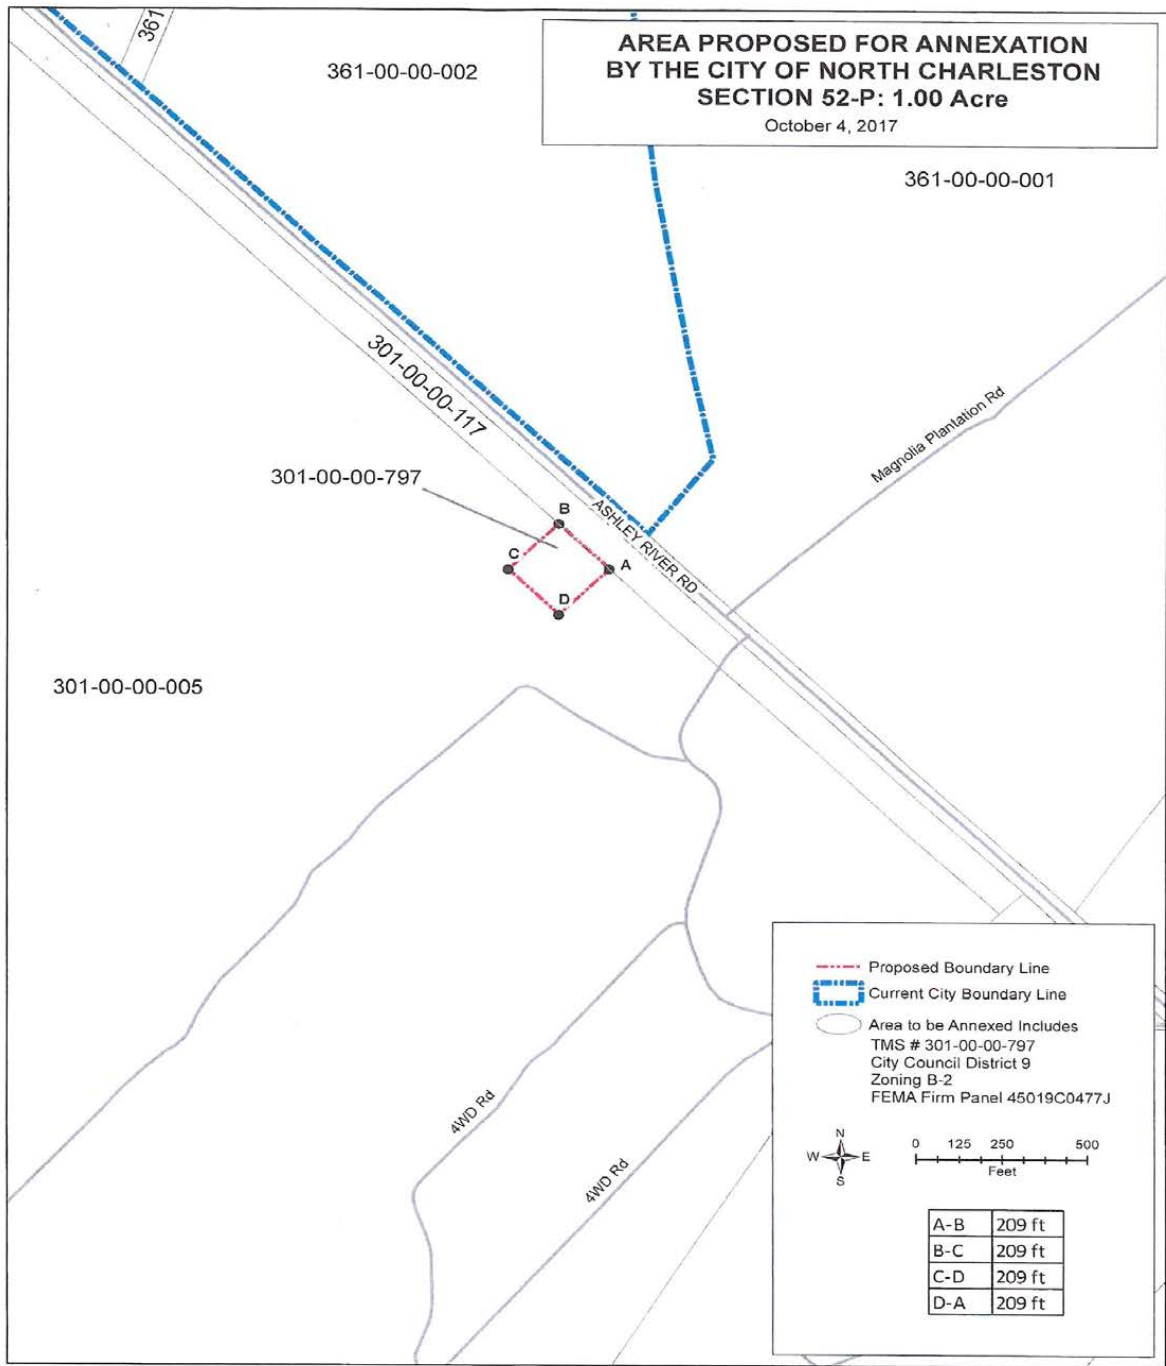 AREA PROPOSED FOR ANNEXATION
BY THE CITY OF NORTH CHARLESTON
SECTION 52-P: 1.00 Acre
October 4, 2017
361
361-00-00-002
361-00-00-001
301-00-00-117
Magnolia Plantation Rd
301-00-00-797
ASHLEY RIVER RD
B
C
A
D
301-00-00-005
4WD Rd
4WD Rd
Proposed Boundary Line
Current City Boundary Line
Area to be Annexed Includes
TMS # 301-00-00-797
City Council District 9
Zoning B-2
FEMA Firm Panel 45019C0477J
N
W E
S
0 125 250 500
Feet
A-B 209 ft
B-C 209 ft
C-D 209 ft
D-A 209 ft